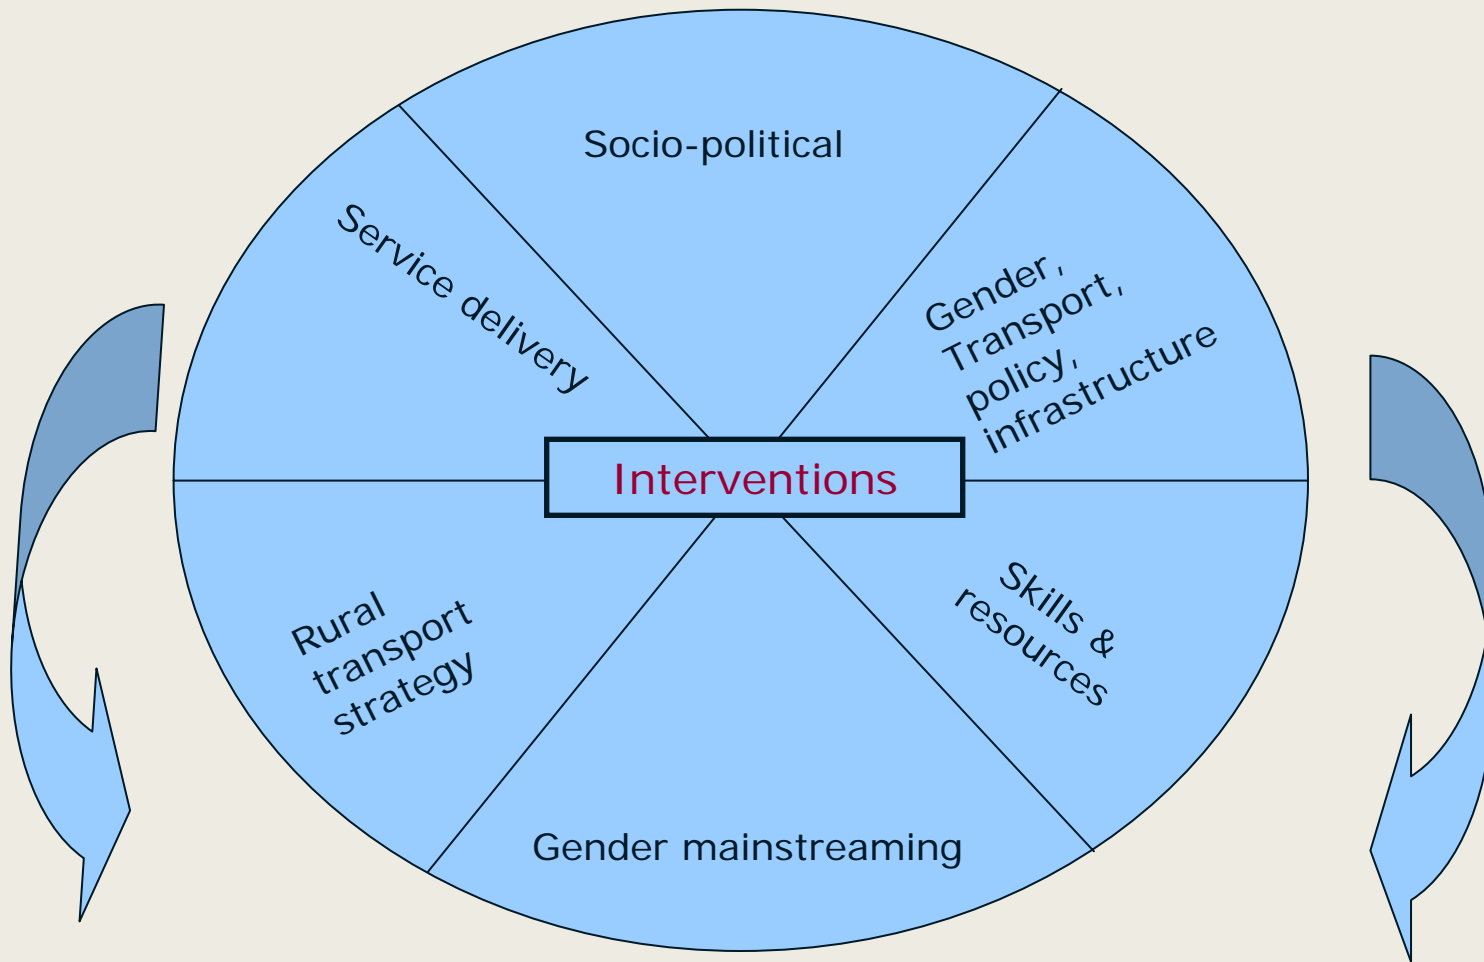 Socio-political
Service delivery
Gender,
Transport,
policy,
infrastructure
Interventions
Rural
transport
strategy
Skills &
resources
Gender mainstreaming